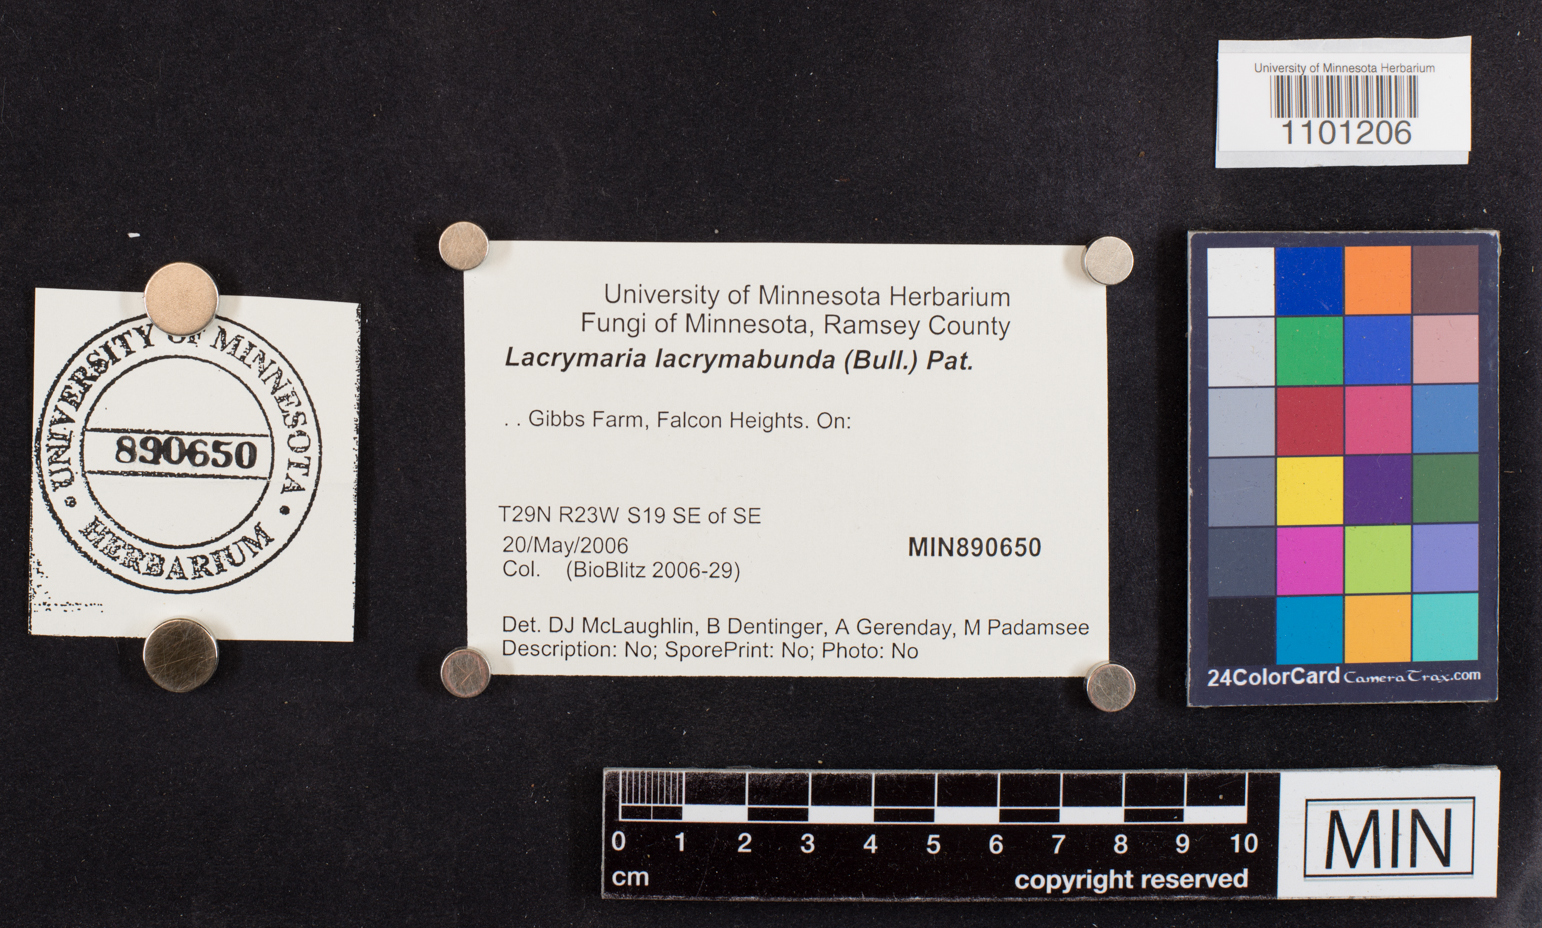 University of Minnesota Herbarium
1101206
UNIVERSITY OF MINNESOTA
890650
HERBARIUM
University of Minnesota Herbarium
Fungi of Minnesota, Ramsey County
Lacrymaria lacrymabunda (Bull.) Pat.
. . Gibbs Farm, Falcon Heights. On:
T29N R23W S19 SE of SE
20/May/2006
MIN890650
Col. (BioBlitz 2006-29)
Det. DJ McLaughlin, B Dentinger, A Gerenday, M Padamsee
Description: No; SporePrint: No; Photo: No
24ColorCard CameraTrax.com
0 1 2 3 4 5 6 7 8 9 10
cm
copyright reserved
MIN